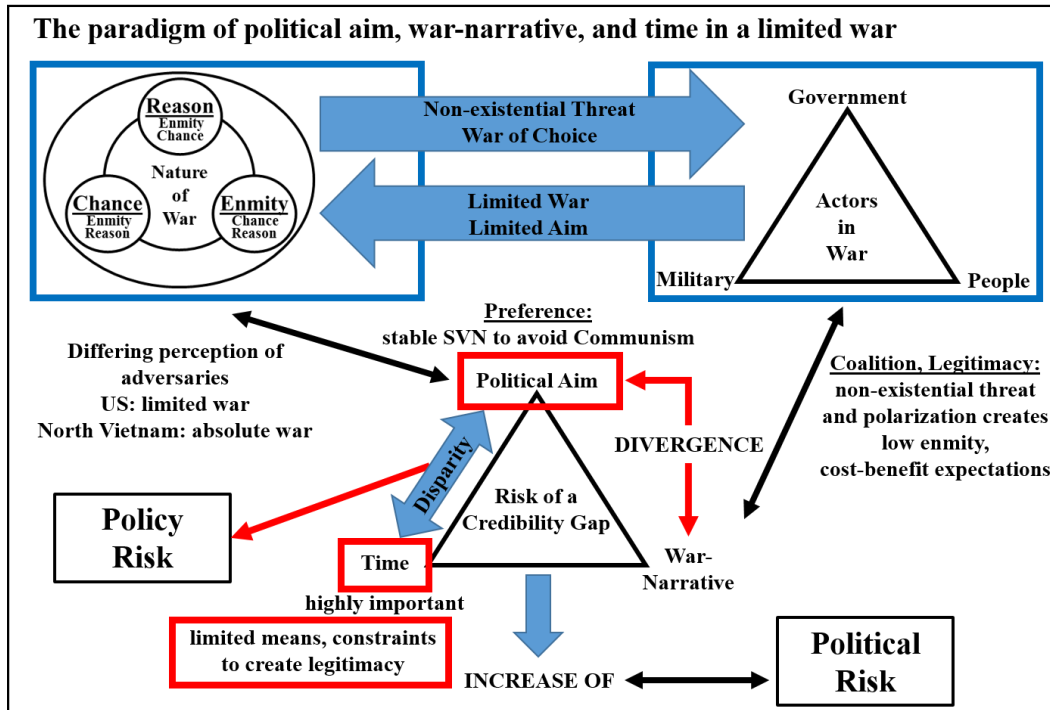 The paradigm of political aim, war-narrative, and time in a limited war
Reason
Enmity
Chance
Nature
of
War
Chance
Enmity
Reason
Enmity
Chance
Reason
Non-existential Threat
War of Choice
Limited War
Limited Aim
Government
Actors
in
War
Military
People
Preference:
stable SVN to avoid Communism
Differing perception of
adversaries
US: limited war
North Vietnam: absolute war
Political Aim
Coalition, Legitimacy:
non-existential threat
and polarization creates
low enmity,
cost-benefit expectations
DIVERGENCE
Disparity
Risk of a
Credibility Gap
Policy
Risk
Time
highly important
War-
Narrative
limited means, constraints
to create legitimacy
INCREASE OF
Political
Risk